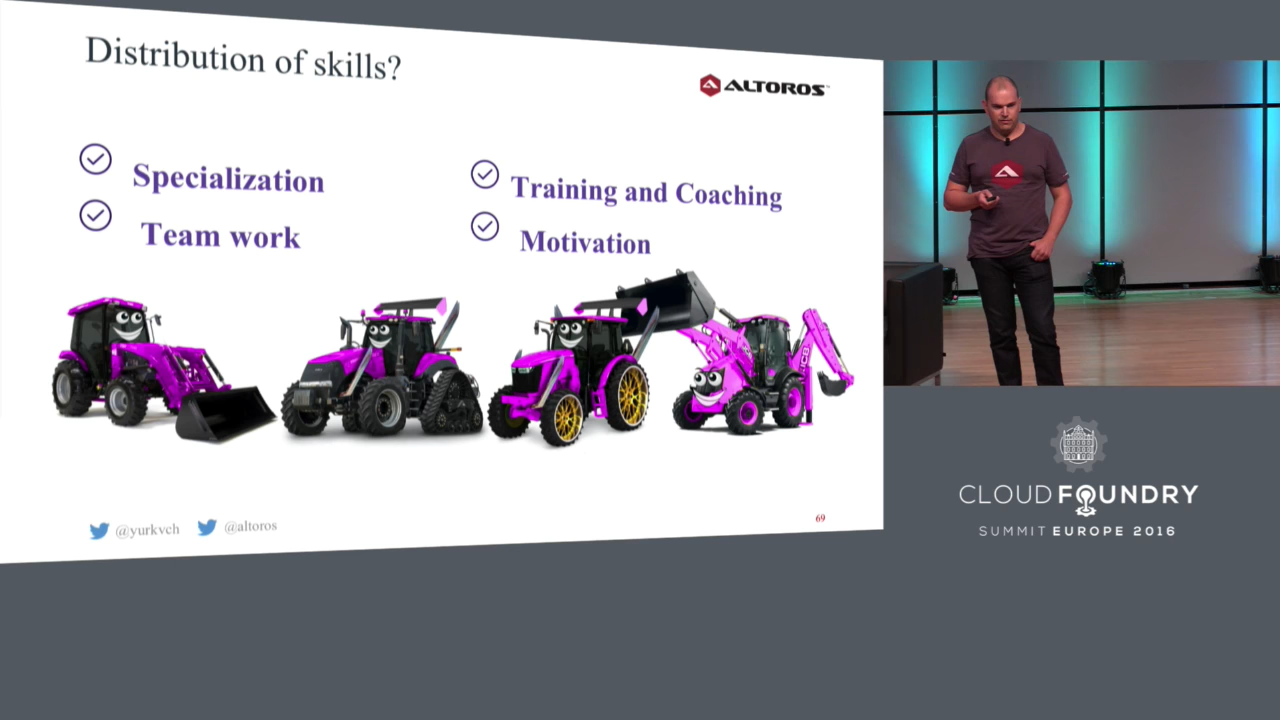 Distribution of skills?
ALTOROS
Specialization
Team work
Training and Coaching
Motivation
JCB
@yurkvch
@altoros
69
CLOUD FOUNDRY
SUMMIT EUROPE 2016